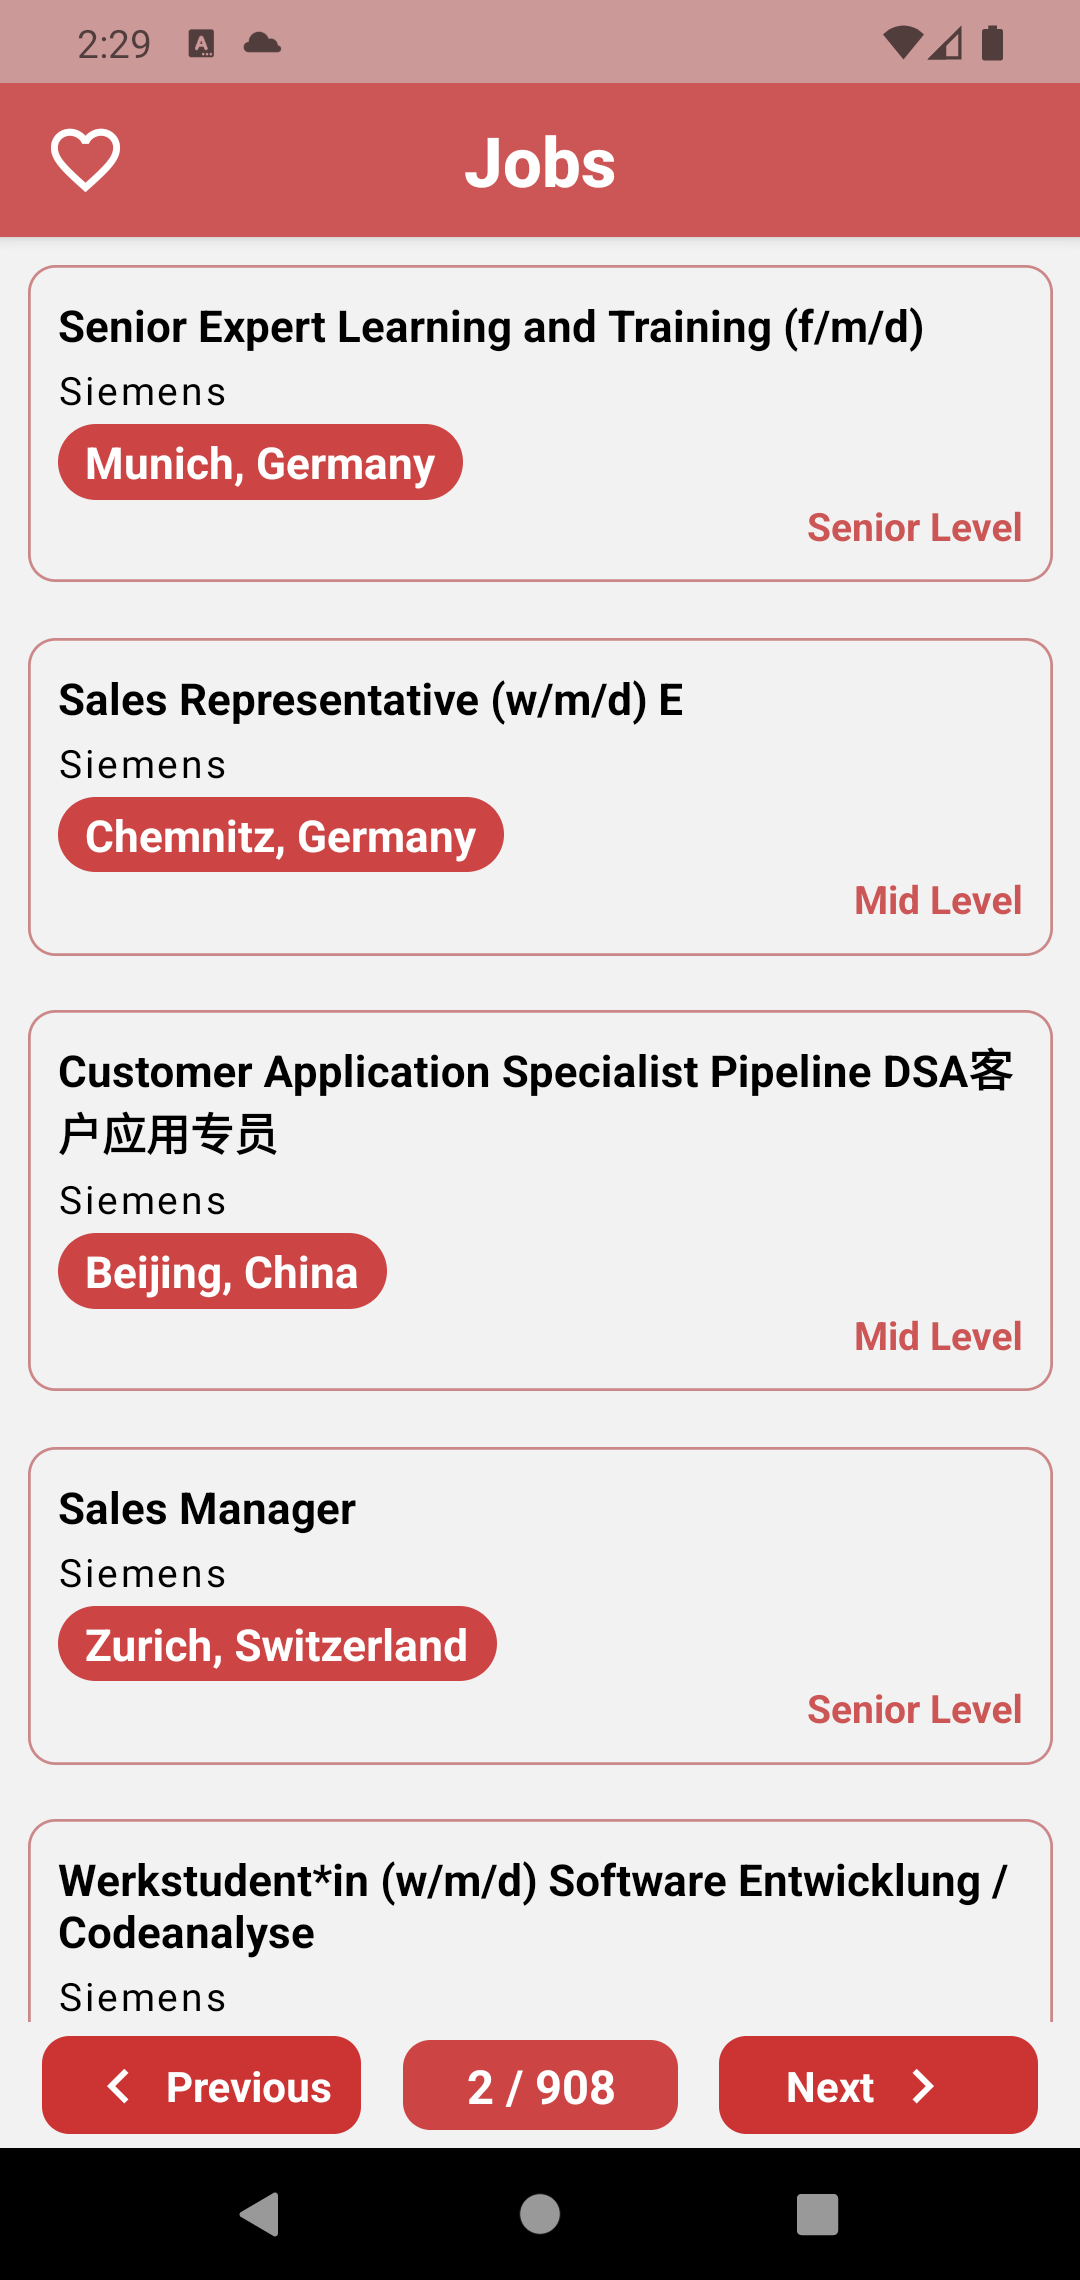 2:29
Jobs
Senior Expert Learning and Training (f/m/d)
Siemens
Munich, Germany
Senior Level
Sales Representative (w/m/d) E
Siemens
Chemnitz, Germany
Mid Level
Customer Application Specialist Pipeline DSA客
户应用专员
Siemens
Beijing, China
Mid Level
Sales Manager
Siemens
Zurich, Switzerland
Senior Level
Werkstudent*in (w/m/d) Software Entwicklung /
Codeanalyse
Siemens
Previous
2 / 908
Next